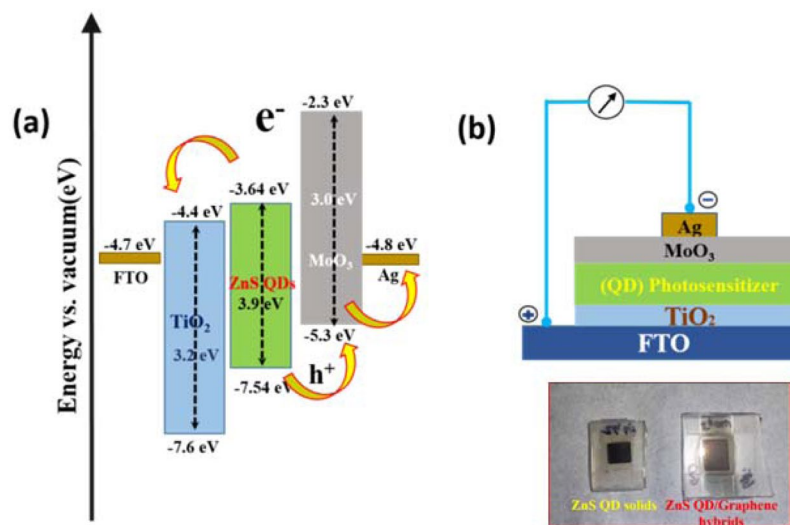 (a)
Energy vs. vacuum(eV)
e-
-2.3 eV
-3.64 eV
-4.4 eV
-4.7 eV
FTO
3.0 eV
-4.8 eV
Ag
MoO3
ZnS QDs
3.9 eV
TiO2
3.2 eV
-5.3 eV
h+
-7.54 eV
-7.6 eV
(b)
Ag
MoO3
(QD) Photosensitizer
TiO2
FTO
ZnS QD solids
ZnS QD/Graphene
hybrids